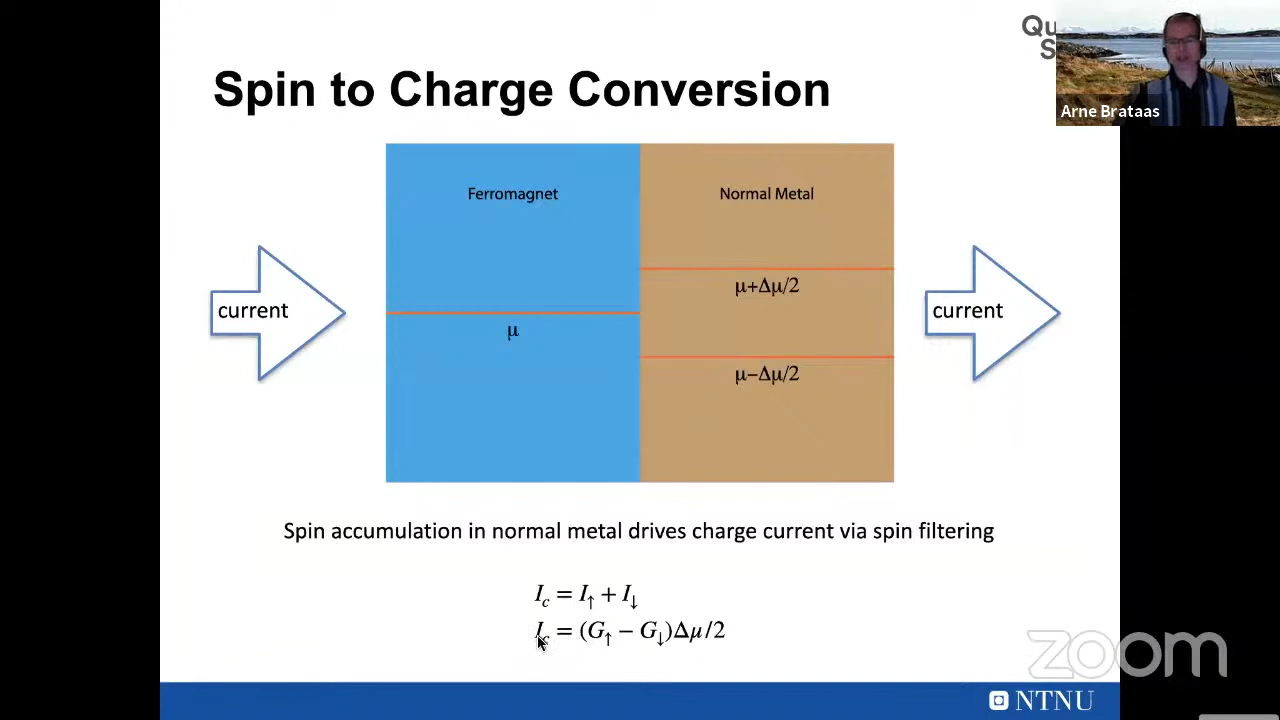 Spin to Charge Conversion
Qu
S
Arne Brataas
Ferromagnet
Normal Metal
μ+Δμ/2
current
current
μ
μ−Δμ/2
Spin accumulation in normal metal drives charge current via spin filtering
I_c = I_↑ + I_↓
I_c = (G_↑ − G_↓)Δμ/2
zoom
NTNU